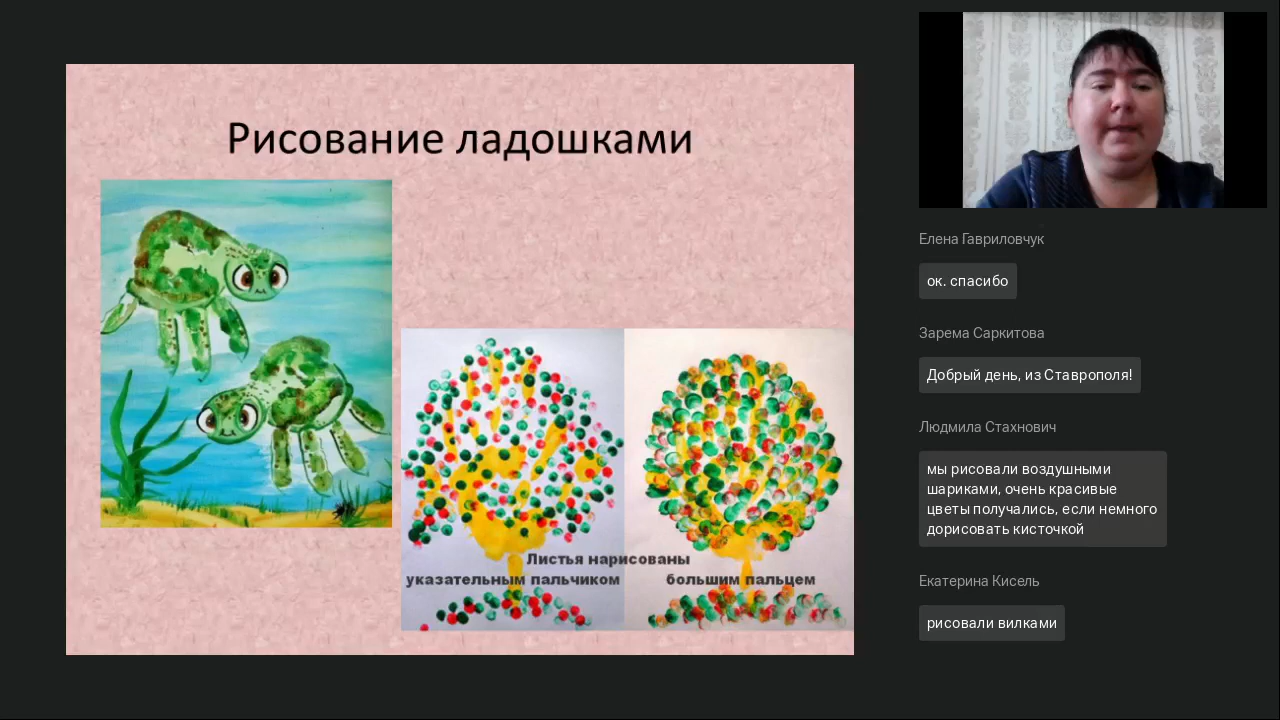 Рисование ладошками
Листья нарисованы
указательным пальчиком большим пальцем
Елена Гавриловчук
ок. спасибо
Зарема Саркитова
Добрый день, из Ставрополя!
Людмила Стахнович
мы рисовали воздушными
шариками, очень красивые
цветы получались, если немного
дорисовать кисточкой
Екатерина Кисель
рисовали вилками